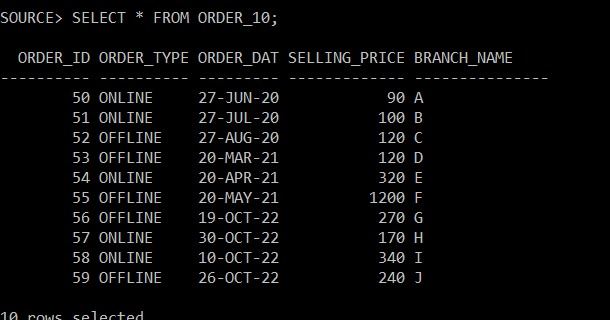 SOURCE> SELECT * FROM ORDER_10;
ORDER_ID ORDER_TYPE ORDER_DAT SELLING_PRICE BRANCH_NAME
---------- ---------- --------- ------------- ---------------
50 ONLINE 27-JUN-20 90 A
51 ONLINE 27-JUL-20 100 B
52 OFFLINE 27-AUG-20 120 C
53 OFFLINE 20-MAR-21 120 D
54 ONLINE 20-APR-21 320 E
55 OFFLINE 20-MAY-21 1200 F
56 OFFLINE 19-OCT-22 270 G
57 ONLINE 30-OCT-22 170 H
58 ONLINE 10-OCT-22 340 I
59 OFFLINE 26-OCT-22 240 J
10 rows selected